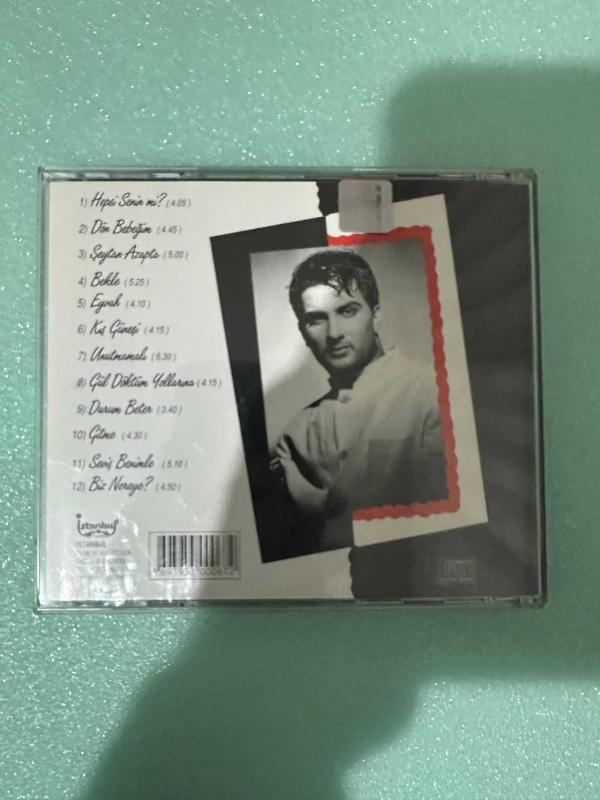 1) Hepsi Senin mi? (4.05)
2) Dön Bebeğim (4.45)
3) Şeytan Azapta (5.00)
4) Bekle (5.25)
5) Eyvah (4.10)
6) Kış Güneşi (4.15)
7) Unutmamalı (5.30)
8) Gül Döktüm Yollarına (4.15)
9) Durum Beter (3.40)
10) Gitme (4.30)
11) Seviş Benimle (5.10)
12) Biz Nereye? (4.50)
istanbul
İSTANBUL